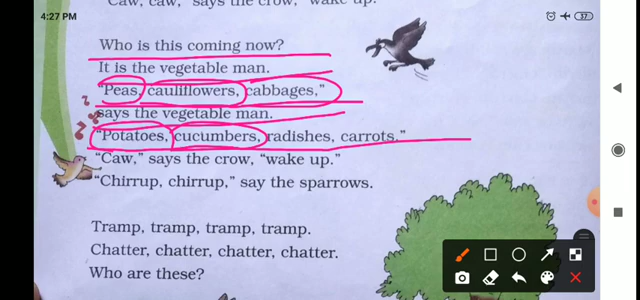 "Caw, caw," says the crow, "wake up."
4:27 PM
37
Who is this coming now?
It is the vegetable man.
"Peas, cauliflowers, cabbages,"
says the vegetable man.
"Potatoes, cucumbers, radishes, carrots."
"Caw," says the crow, "wake up."
"Chirrup, chirrup," say the sparrows.
Tramp, tramp, tramp, tramp.
Chatter, chatter, chatter, chatter.
Who are these?